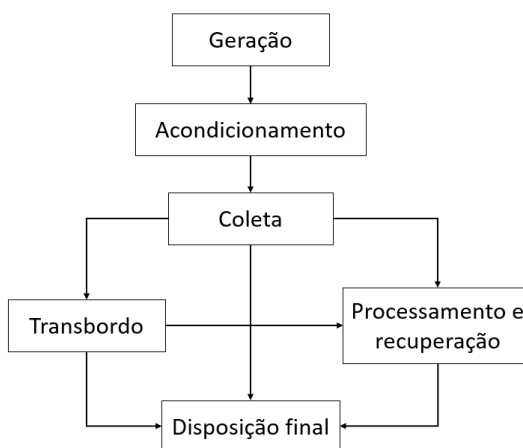 Geração
Acondicionamento
Coleta
Transbordo
Processamento e
recuperação
Disposição final